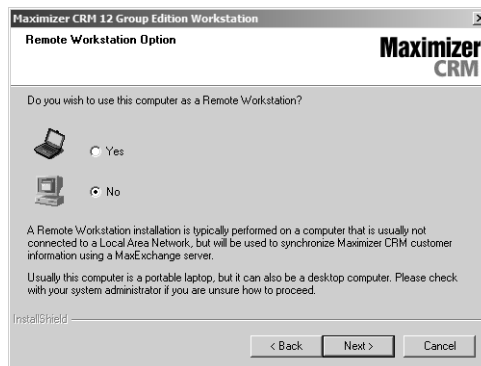 Maximizer CRM 12 Group Edition Workstation
Remote Workstation Option
Maximizer
CRM
Do you wish to use this computer as a Remote Workstation?
Yes
No
A Remote Workstation installation is typically performed on a computer that is usually not
connected to a Local Area Network, but will be used to synchronize Maximizer CRM customer
information using a MaxExchange server.
Usually this computer is a portable laptop, but it can also be a desktop computer. Please check
with your system administrator if you are unsure how to proceed.
InstallShield
< Back
Next >
Cancel